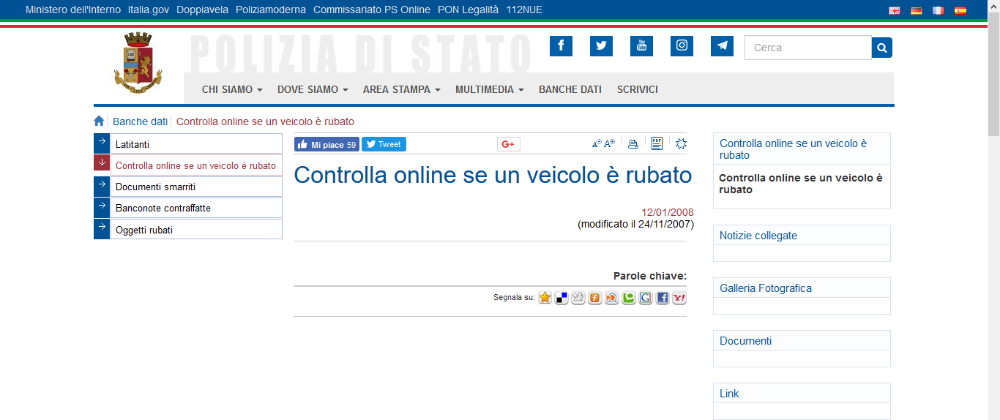 Ministero dell'Interno Italia.gov Doppiavela Poliziamoderna Commissariato PS Online PON Legalità 112NUE
POLIZIA DI STATO
Cerca
CHI SIAMO DOVE SIAMO AREA STAMPA MULTIMEDIA BANCHE DATI SCRIVICI
Banche dati Controlla online se un veicolo è rubato
Latitanti
Controlla online se un veicolo è rubato
Documenti smarriti
Banconote contraffatte
Oggetti rubati
Mi piace 59 Tweet G+ A A PDF
Controlla online se un veicolo è rubato
12/01/2008
(modificato il 24/11/2007)
Parole chiave:
Segnala su:
Controlla online se un veicolo è
rubato
Controlla online se un veicolo è
rubato
Notizie collegate
Galleria Fotografica
Documenti
Link